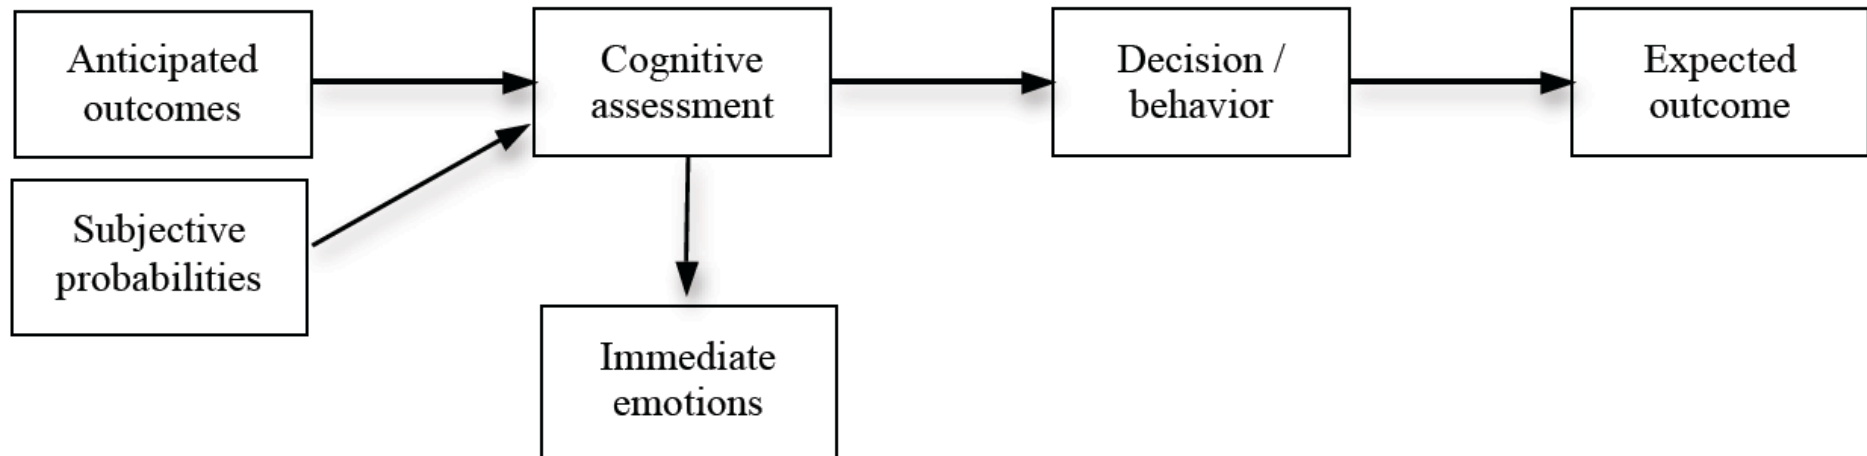 Anticipated
outcomes
Cognitive
assessment
Decision /
behavior
Expected
outcome
Subjective
probabilities
Immediate
emotions